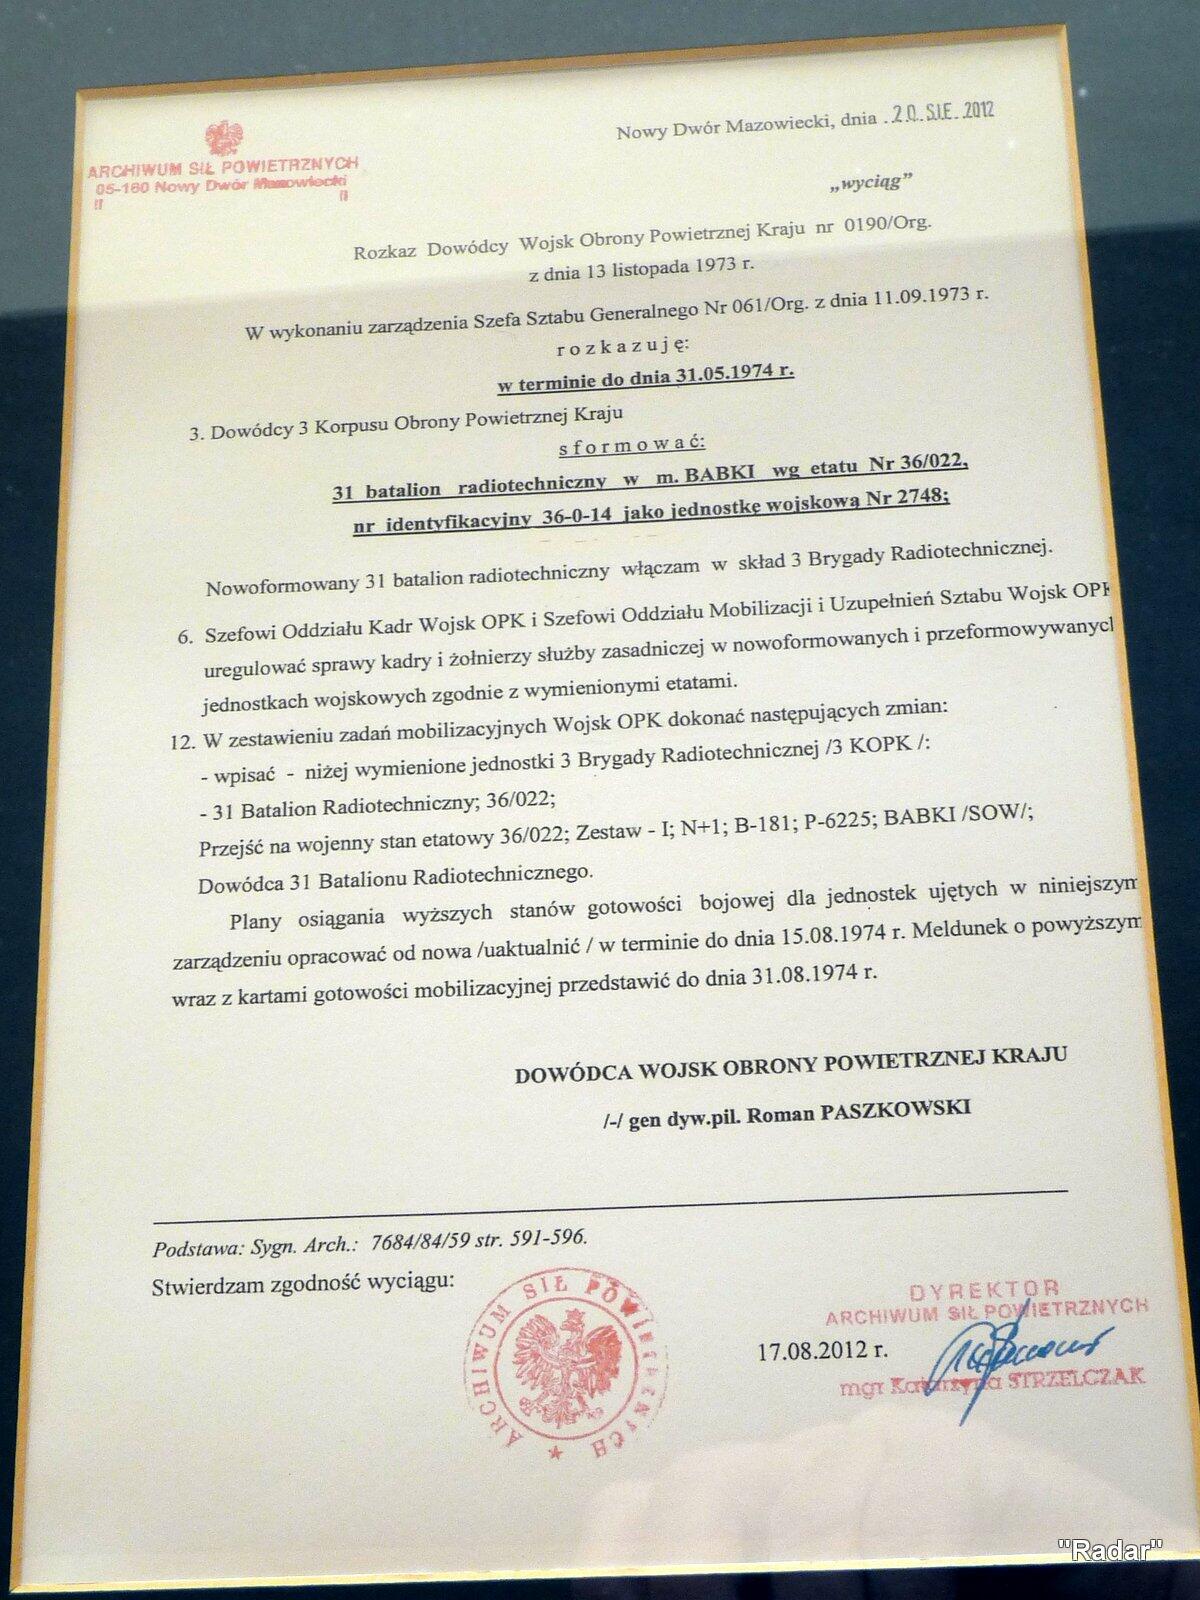 ARCHIWUM SIŁ POWIETRZNYCH
05-160 Nowy Dwór Mazowiecki
Nowy Dwór Mazowiecki, dnia .20. SIE. 2012
„wyciąg”
Rozkaz Dowódcy Wojsk Obrony Powietrznej Kraju nr 0190/Org.
z dnia 13 listopada 1973 r.
W wykonaniu zarządzenia Szefa Sztabu Generalnego Nr 061/Org. z dnia 11.09.1973 r.
r o z k a z u j ę:
w terminie do dnia 31.05.1974 r.
3. Dowódcy 3 Korpusu Obrony Powietrznej Kraju
s f o r m o w a ć:
31 batalion radiotechniczny w m. BABKI wg etatu Nr 36/022,
nr identyfikacyjny 36-0-14 jako jednostkę wojskową Nr 2748;
Nowoformowany 31 batalion radiotechniczny włączam w skład 3 Brygady Radiotechnicznej.
6. Szefowi Oddziału Kadr Wojsk OPK i Szefowi Oddziału Mobilizacji i Uzupełnień Sztabu Wojsk OPK
uregulować sprawy kadry i żołnierzy służby zasadniczej w nowoformowanych i przeformowywanych
jednostkach wojskowych zgodnie z wymienionymi etatami.
12. W zestawieniu zadań mobilizacyjnych Wojsk OPK dokonać następujących zmian:
- wpisać - niżej wymienione jednostki 3 Brygady Radiotechnicznej /3 KOPK /:
- 31 Batalion Radiotechniczny; 36/022;
Przejść na wojenny stan etatowy 36/022; Zestaw - I; N+1; B-181; P-6225; BABKI /SOW/;
Dowódca 31 Batalionu Radiotechnicznego.
Plany osiągania wyższych stanów gotowości bojowej dla jednostek ujętych w niniejszym
zarządzeniu opracować od nowa /uaktualnić / w terminie do dnia 15.08.1974 r. Meldunek o powyższym
wraz z kartami gotowości mobilizacyjnej przedstawić do dnia 31.08.1974 r.
DOWÓDCA WOJSK OBRONY POWIETRZNEJ KRAJU
/-/ gen dyw.pil. Roman PASZKOWSKI
Podstawa: Sygn. Arch.: 7684/84/59 str. 591-596.
Stwierdzam zgodność wyciągu:
ARCHIWUM SIŁ POWIETRZNYCH
DYREKTOR
ARCHIWUM SIŁ POWIETRZNYCH
17.08.2012 r.
mgr Katarzyna STRZELCZAK
"Radar"